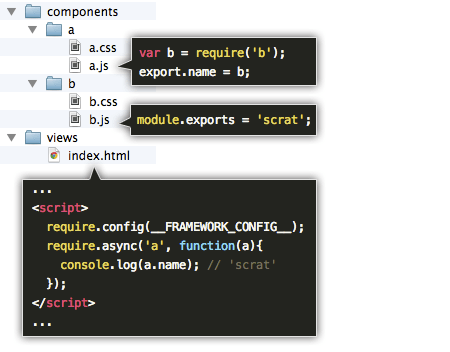 components
a
a.css
a.js
var b = require('b');
export.name = b;
b
b.css
b.js
module.exports = 'scrat';
views
index.html
...
<script>
require.config(__FRAMEWORK_CONFIG__);
require.async('a', function(a){
console.log(a.name); // 'scrat'
});
</script>
...